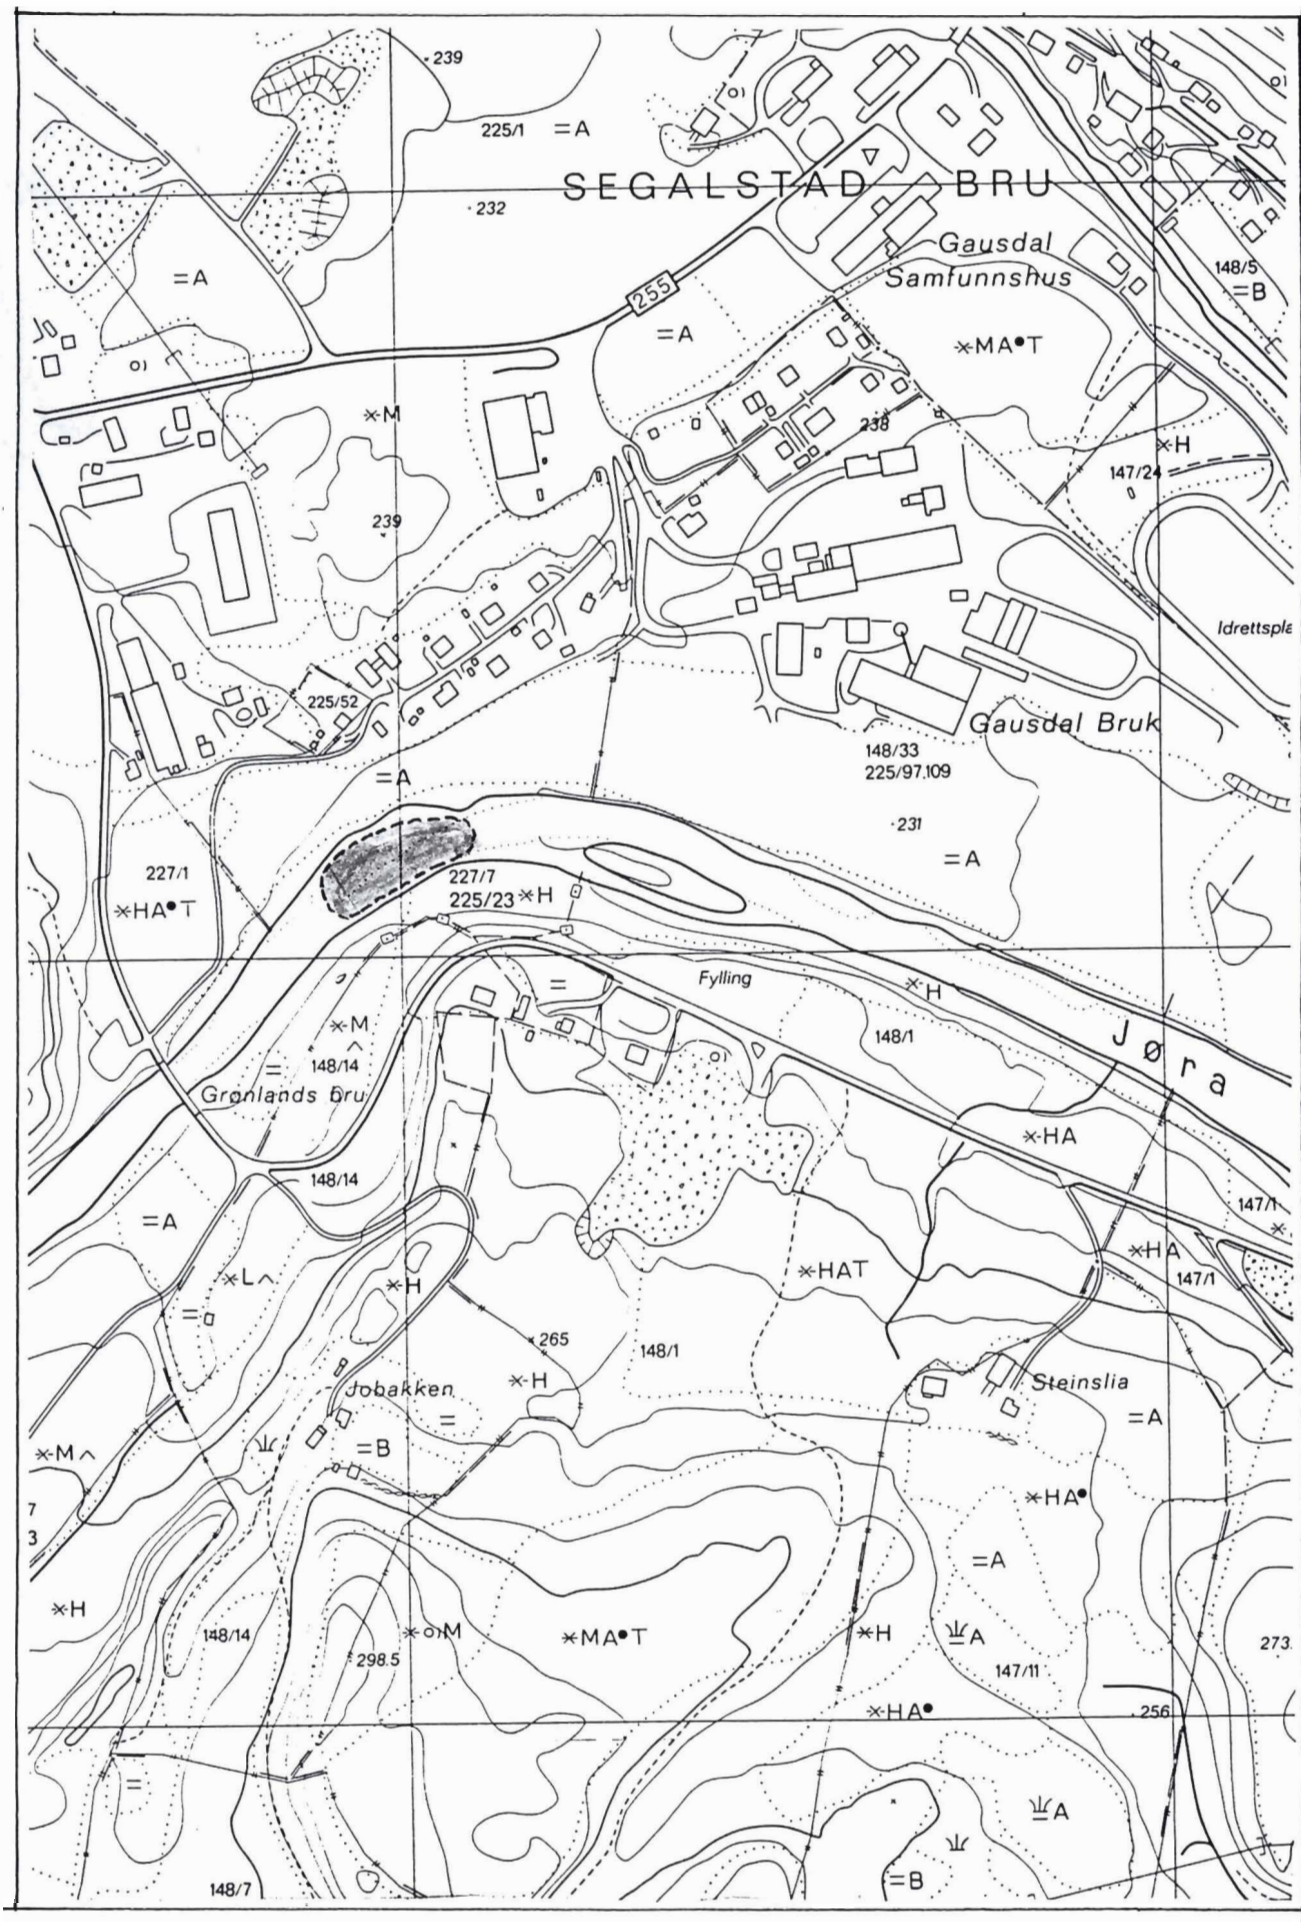 239
225/1 =A
SEGALSTAD BRU
232
Gausdal
Samfunnshus
148/5
=B
=A
255
=A
MA•T
M
238
H
147/24
239
Idrettspla
225/52
Gausdal Bruk
148/33
225/97,109
=A
231
=A
227/1
227/7
225/23 H
HA•T
Fylling
H
M
148/14
148/1
Jøra
Grønlands bru
HA
148/14
147/1
=A
HA
L
H
HAT
147/1
265
148/1
H
Jobakken
Steinslia
=A
=B
M
HA•
7
3
=A
H
148/14
M
MA•T
H
A
273.
298.5
147/11
HA•
256
A
=B
148/7